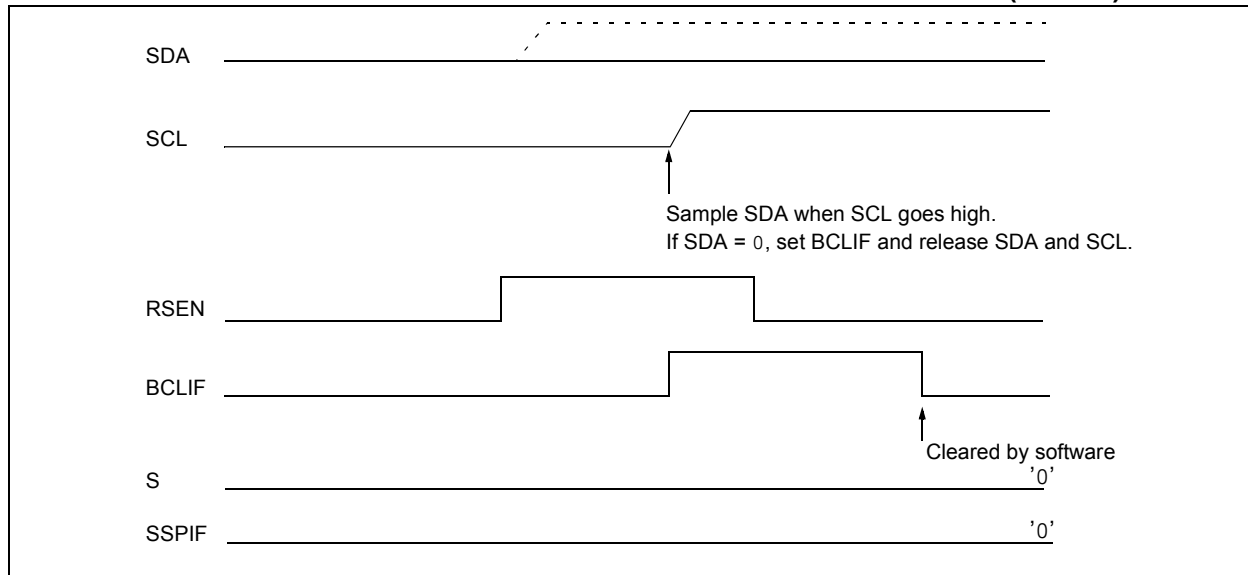 SDA
SCL
Sample SDA when SCL goes high.
If SDA = 0, set BCLIF and release SDA and SCL.
RSEN
BCLIF
Cleared by software
S
'0'
SSPIF
'0'